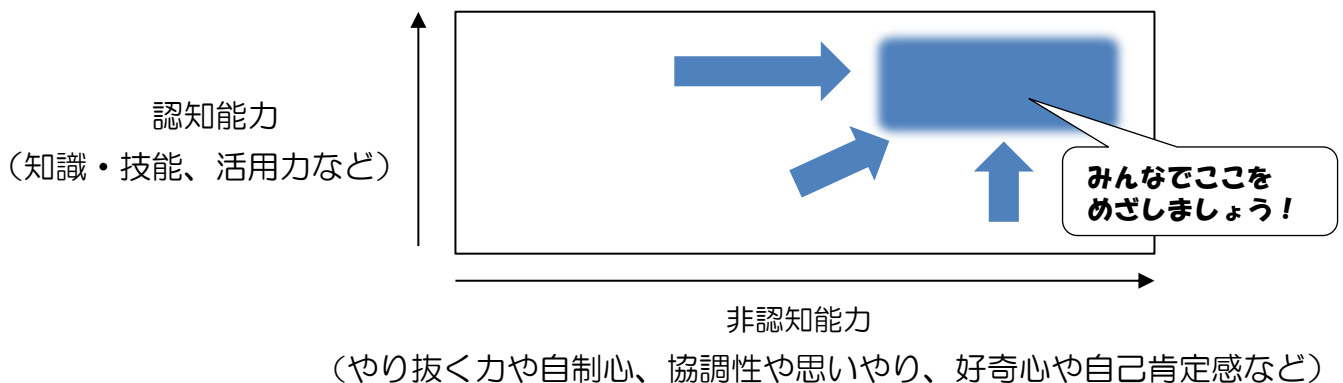 認知能力
（知識・技能、活用力など）
みんなでここを
めざしましょう！
非認知能力
（やり抜く力や自制心、協調性や思いやり、好奇心や自己肯定感など）